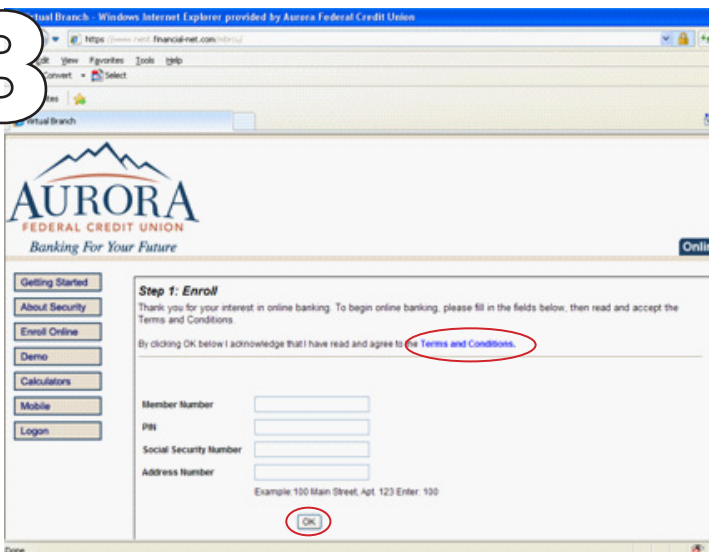 3
Virtual Branch - Windows Internet Explorer provided by Aurora Federal Credit Union
https://www financial-net.com
View Favorites Tools Help
Convert Select
Virtual Branch
AURORA
FEDERAL CREDIT UNION
Banking For Your Future
Onlin
Getting Started
About Security
Enroll Online
Demo
Calculators
Mobile
Logon
Step 1: Enroll
Thank you for your interest in online banking. To begin online banking, please fill in the fields below, then read and accept the
Terms and Conditions.
By clicking OK below I acknowledge that I have read and agree to the Terms and Conditions.
Member Number
PIN
Social Security Number
Address Number
Example: 100 Main Street, Apt. 123 Enter: 100
OK
Done